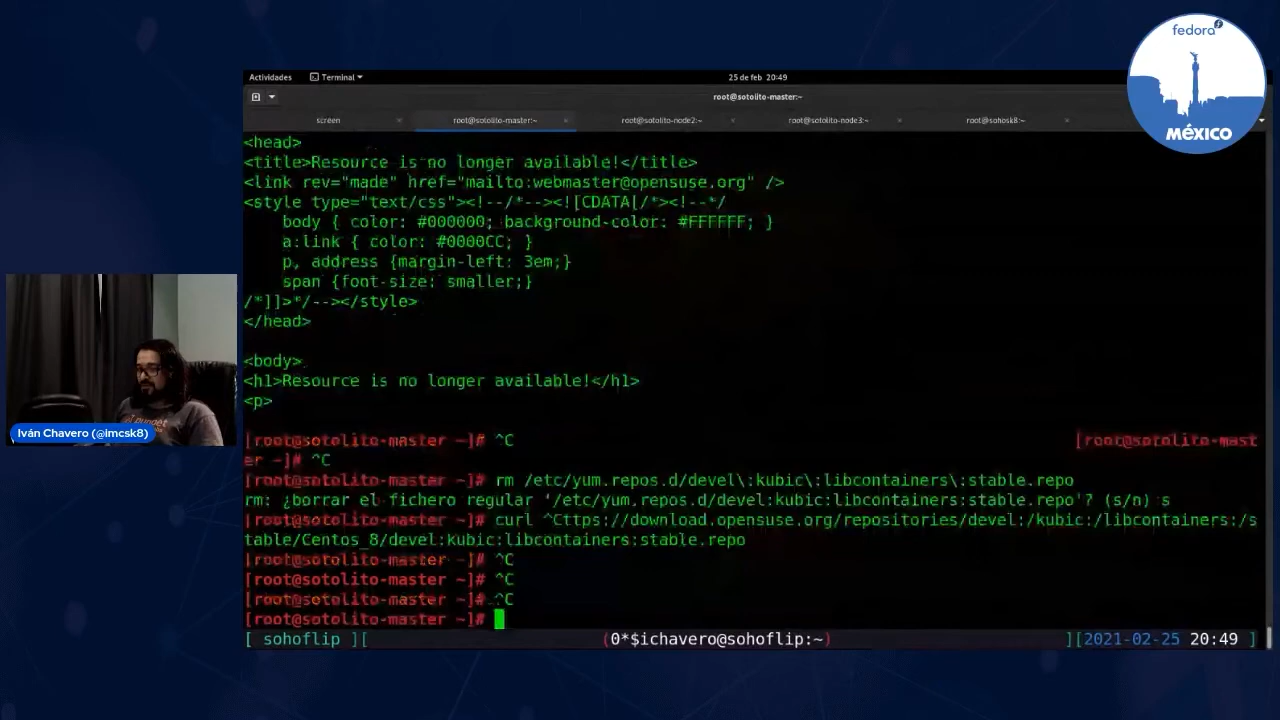 fedora
MÉXICO
Actividades
Terminal
25 de feb 20:49
root@sotolito-master:~
screen
root@sotolito-master:~
root@sotolito-node2:~
root@sotolito-node3:~
root@sohosk8:~
<head>
<title>Resource is no longer available!</title>
<link rev="made" href="mailto:webmaster@opensuse.org" />
<style type="text/css"><!--/*--><![CDATA[/*><!--*/
body { color: #000000; background-color: #FFFFFF; }
a:link { color: #0000CC; }
p, address {margin-left: 3em;}
span {foot-size: smaller;}
/*]]>*/--></style>
</head>
<body>
<h1>Resource is no longer available!</h1>
<p>
[root@sotolito-master ~]# ^C [root@sotolito-mast
er ~]# ^C
[root@sotolito-master ~]# rm /etc/yum.repos.d/devel\:kubic\:libcontainers\:stable.repo
rm: ¿borrar el fichero regular '/etc/yum.repos.d/devel:kubic:libcontainers:stable.repo'? (s/n) s
[root@sotolito-master ~]# curl ^Cttps://download.opensuse.org/repositories/devel:/kubic:/libcontainers:/s
table/Centos_8/devel:kubic:libcontainers:stable.repo
[root@sotolito-master ~]# ^C
[root@sotolito-master ~]# ^C
[root@sotolito-master ~]# ^C
[root@sotolito-master ~]#
[ sohoflip ][ (0*$ichavero@sohoflip:~) ][2021-02-25 20:49 ]
Iván Chavero (@imcsk8)